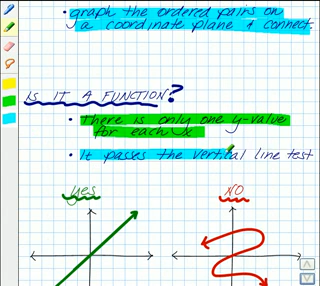 • graph the ordered pairs on
a coordinate plane & connect.
IS IT A FUNCTION?
• There is only one y-value
for each x
• It passes the vertical line test
yes
NO